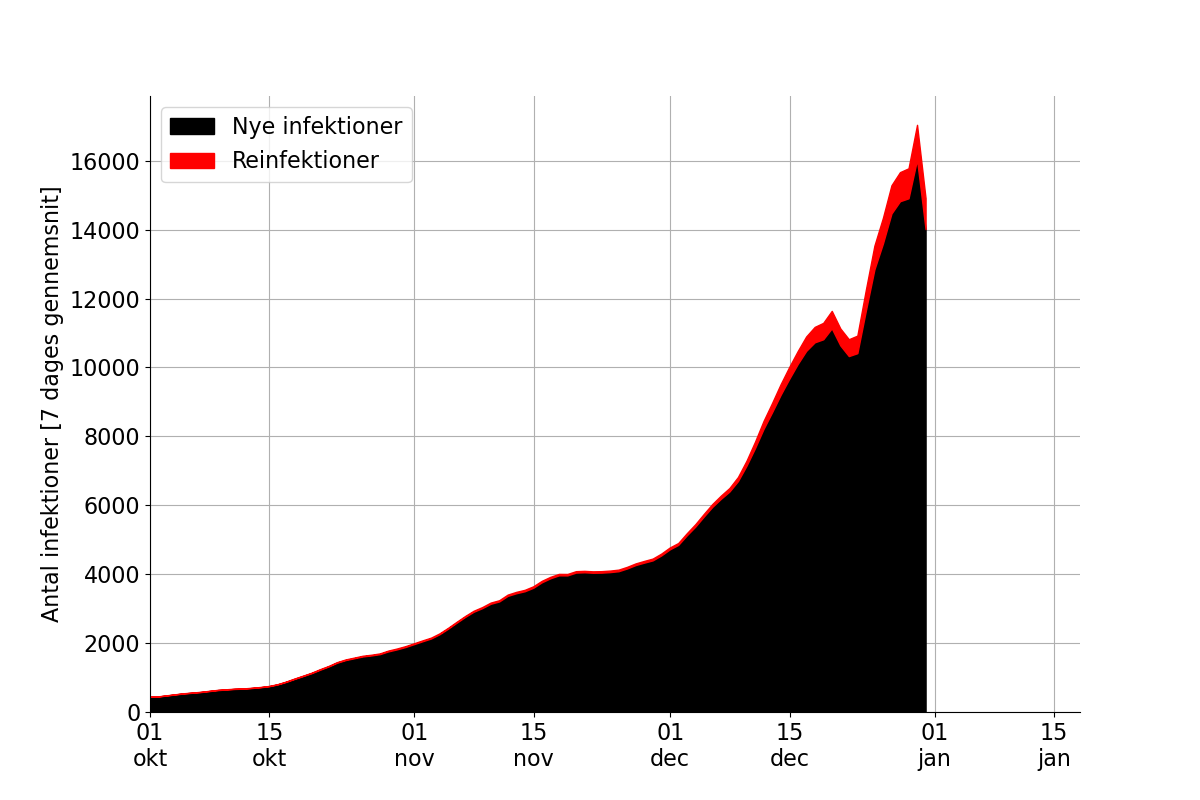 Nye infektioner
Reinfektioner
Antal infektioner [7 dages gennemsnit]
16000
14000
12000
10000
8000
6000
4000
2000
0
01 okt
15 okt
01 nov
15 nov
01 dec
15 dec
01 jan
15 jan